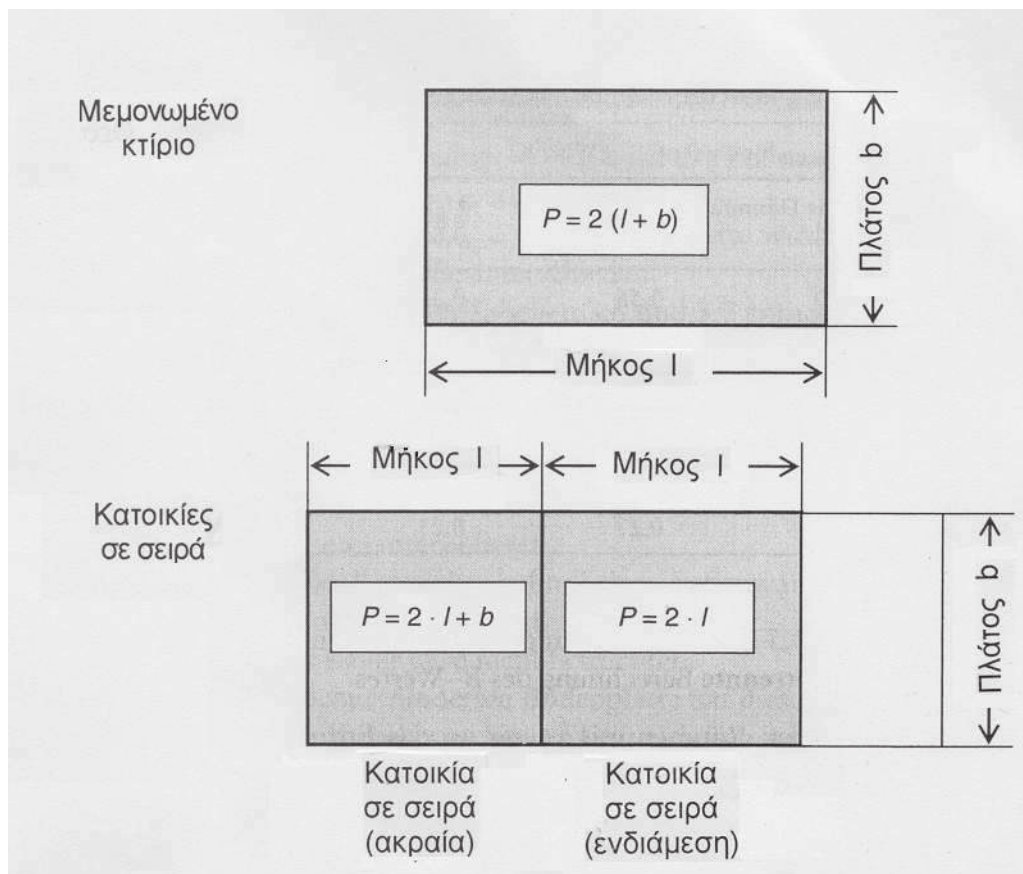 Μεμονωμένο
κτίριο
P = 2 (l + b)
Πλάτος b
Μήκος l
Μήκος l
Μήκος l
Κατοικίες
σε σειρά
P = 2 · l + b
P = 2 · l
Πλάτος b
Κατοικία
σε σειρά
(ακραία)
Κατοικία
σε σειρά
(ενδιάμεση)